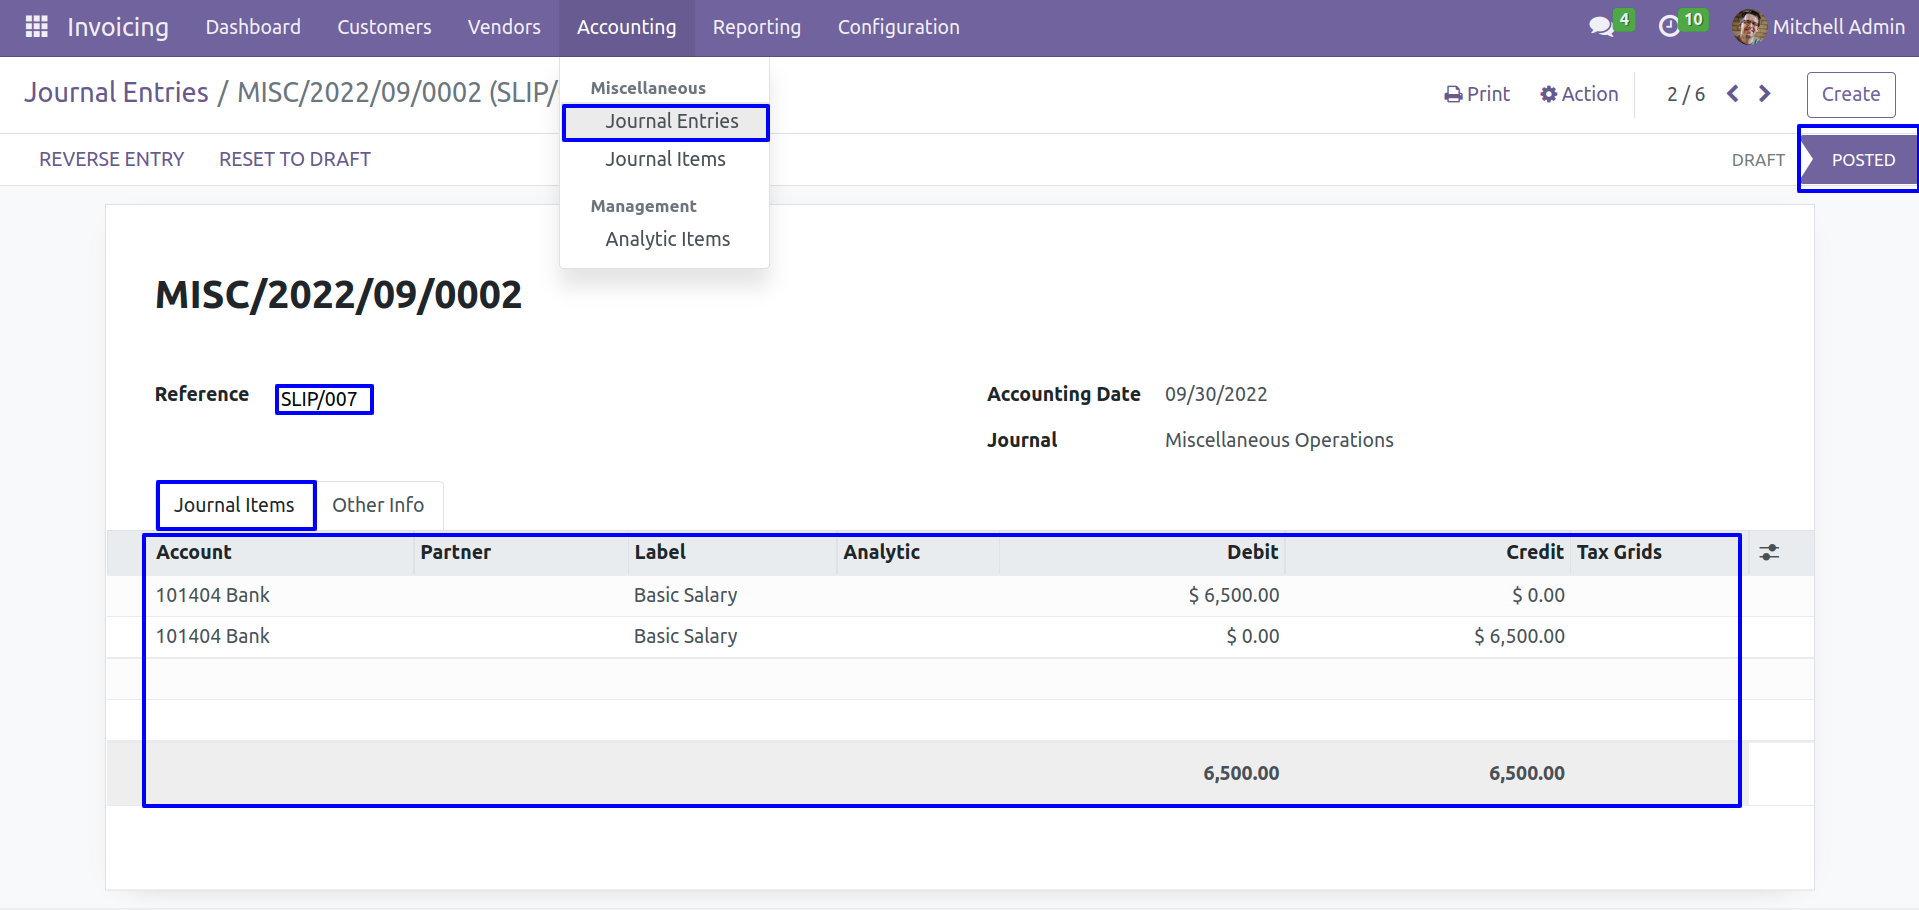 Invoicing Dashboard Customers Vendors Accounting Reporting Configuration 4 10 Mitchell Admin
Journal Entries / MISC/2022/09/0002 (SLIP/
Print Action 2 / 6 Create
Miscellaneous
Journal Entries
Journal Items
Management
Analytic Items
REVERSE ENTRY RESET TO DRAFT
DRAFT POSTED
MISC/2022/09/0002
Reference SLIP/007
Accounting Date 09/30/2022
Journal Miscellaneous Operations
Journal Items Other Info
Account Partner Label Analytic Debit Credit Tax Grids
101404 Bank Basic Salary $ 6,500.00 $ 0.00
101404 Bank Basic Salary $ 0.00 $ 6,500.00
6,500.00 6,500.00